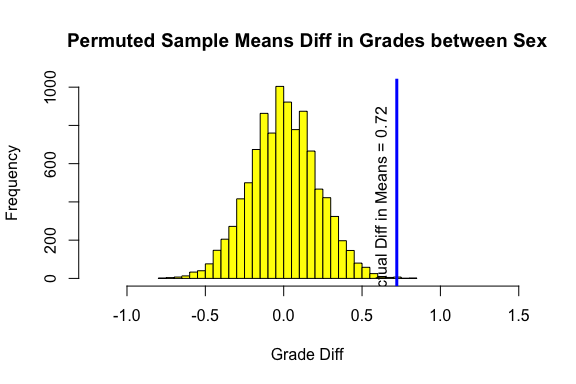 Permuted Sample Means Diff in Grades between Sex
Frequency
1000
600
200
0
ctual Diff in Means = 0.72
-1.0 -0.5 0.0 0.5 1.0 1.5
Grade Diff